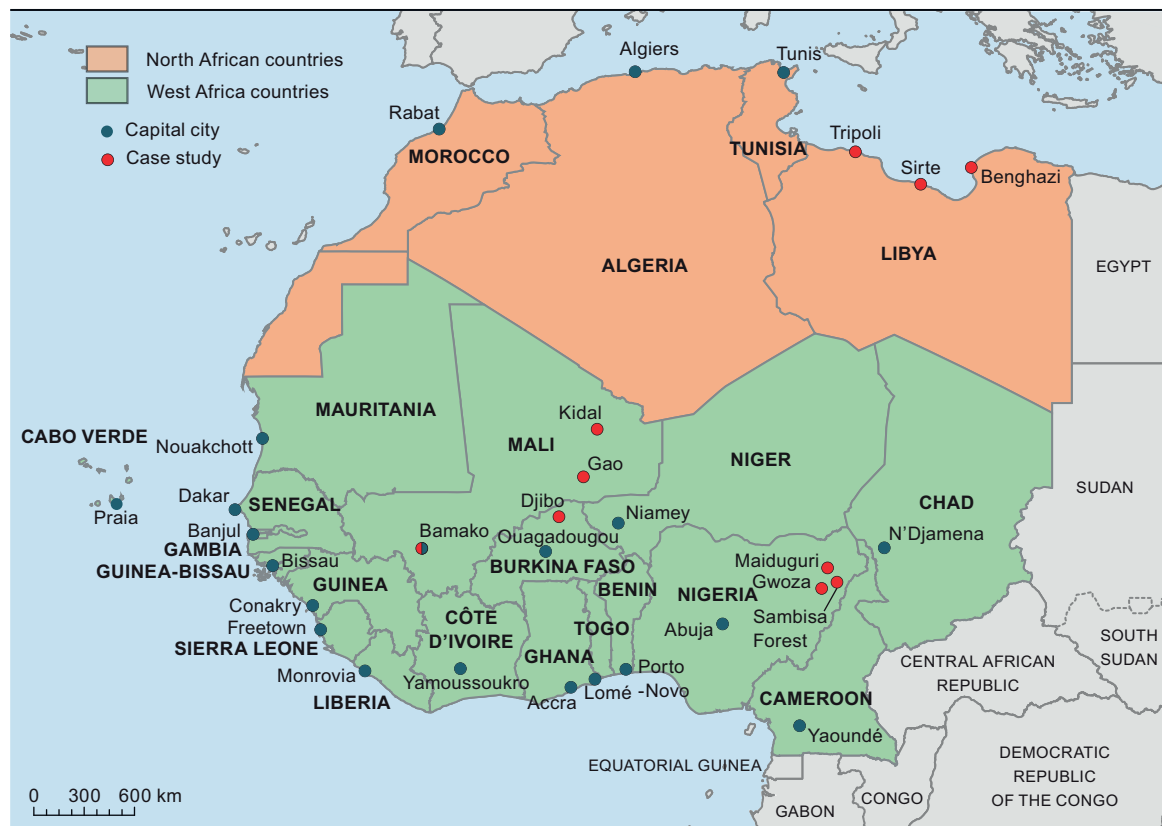 North African countries
West Africa countries
Capital city
Case study
Algiers
Tunis
Rabat
MOROCCO
TUNISIA
Tripoli
Sirte
Benghazi
ALGERIA
LIBYA
EGYPT
MAURITANIA
CABO VERDE
Nouakchott
Praia
Kidal
MALI
Gao
NIGER
CHAD
SUDAN
Dakar
SENEGAL
Banjul
GAMBIA
GUINEA-BISSAU
Bissau
Bamako
Djibo
Ouagadougou
BURKINA FASO
Niamey
N'Djamena
Maiduguri
Gwoza
Sambisa
Forest
NIGERIA
Abuja
BENIN
GUINEA
Conakry
Freetown
SIERRA LEONE
Monrovia
LIBERIA
CÔTE
D'IVOIRE
Yamoussoukro
GHANA
Accra
TOGO
Lomé
Porto
-Novo
CAMEROON
Yaoundé
CENTRAL AFRICAN
REPUBLIC
SOUTH
SUDAN
EQUATORIAL GUINEA
GABON
CONGO
DEMOCRATIC
REPUBLIC
OF THE CONGO
0 300 600 km